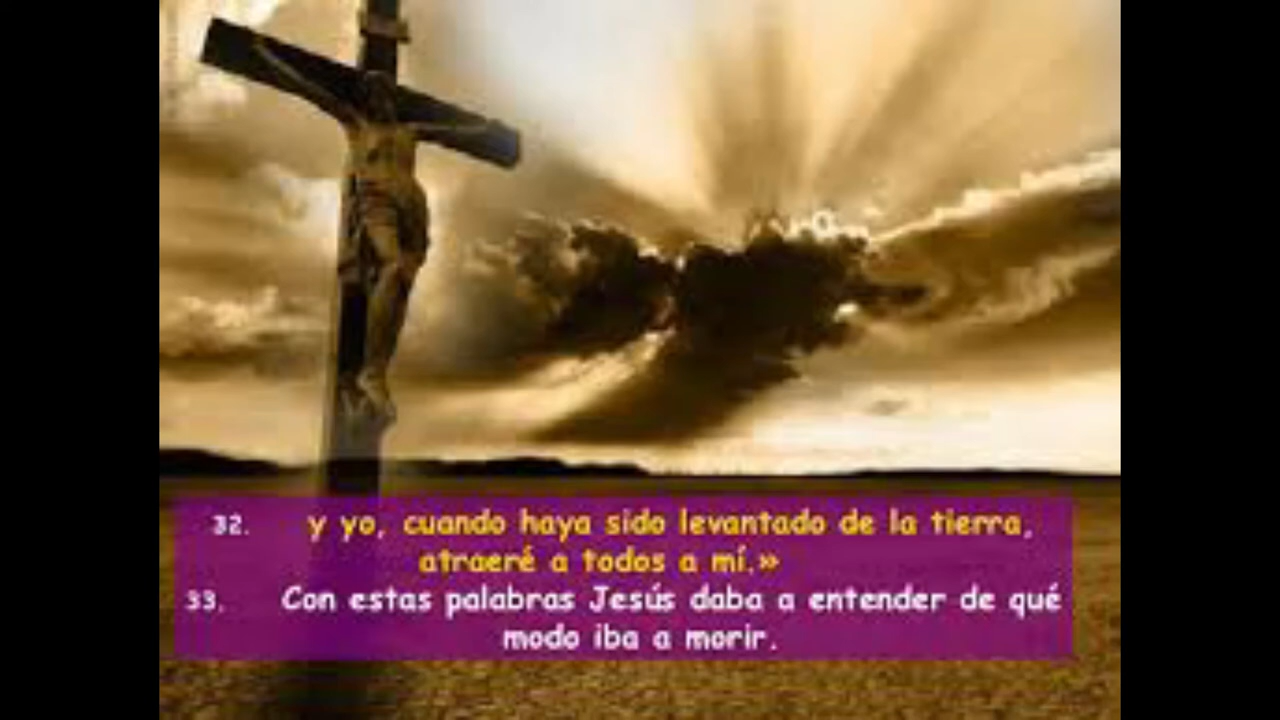 32. y yo, cuando haya sido levantado de la tierra,
atraeré a todos a mí.»
33. Con estas palabras Jesús daba a entender de qué
modo iba a morir.